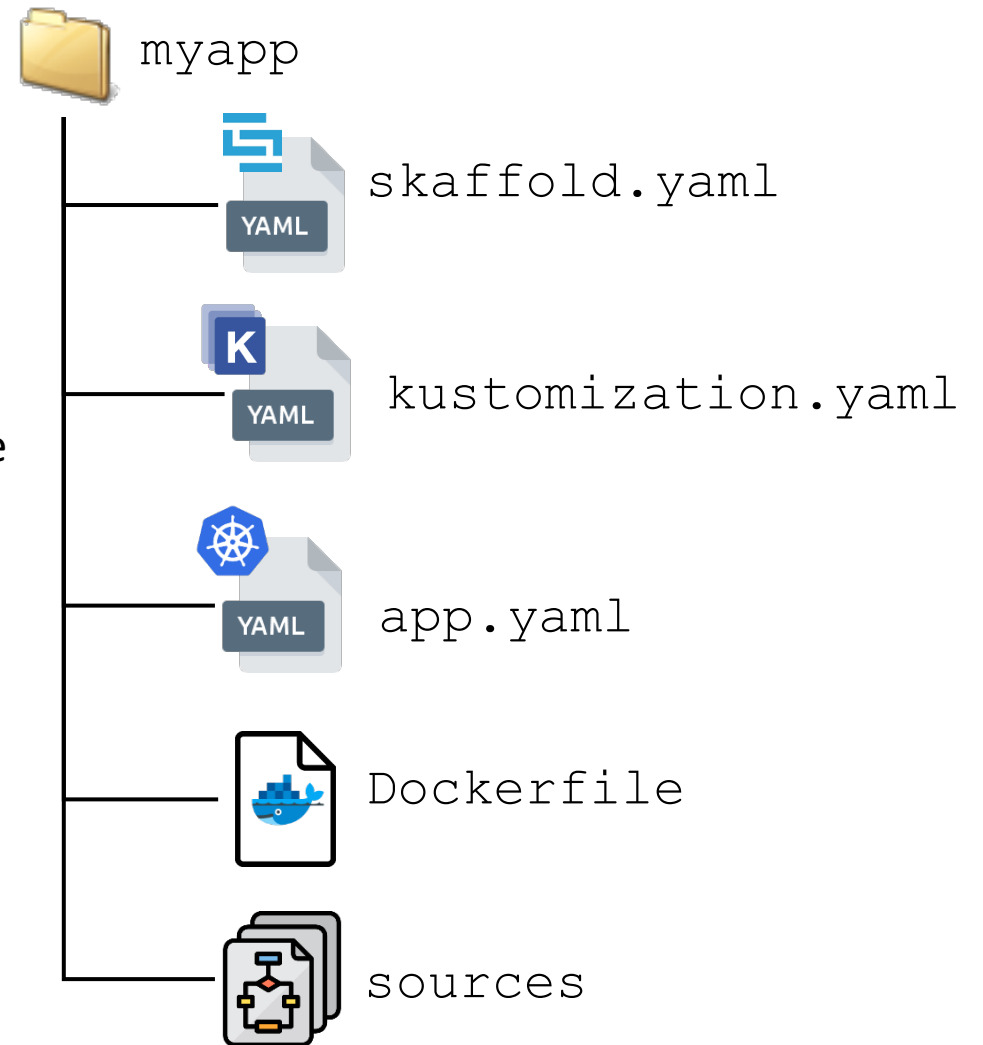 myapp
skaffold.yaml
YAML
K
kustomization.yaml
YAML
e
app.yaml
YAML
Dockerfile
sources